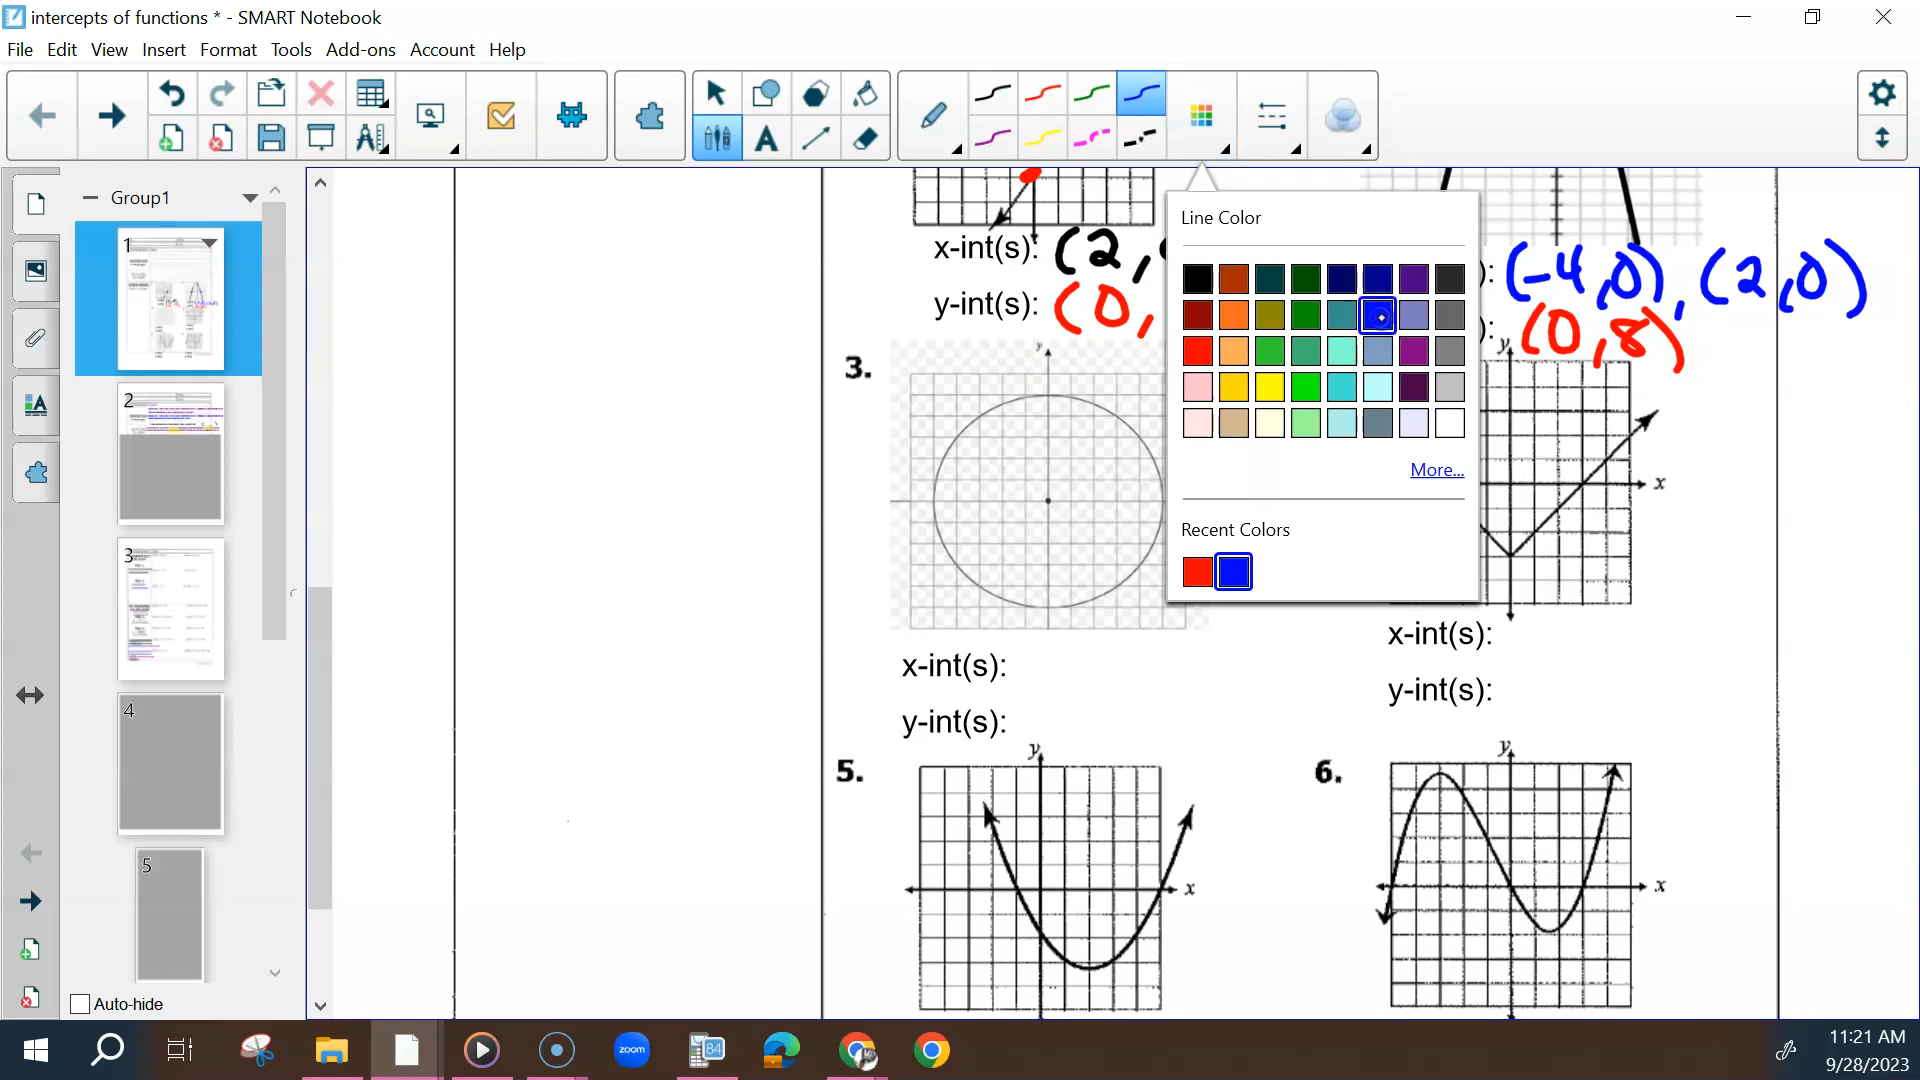 intercepts of functions * - SMART Notebook
File Edit View Insert Format Tools Add-ons Account Help
Group1
1
2
3
4
5
Auto-hide
x-int(s): (2,
y-int(s): (0,
): (-4,0), (2,0)
): (0,8)
Line Color
More...
Recent Colors
3.
y
y
x
x-int(s):
y-int(s):
x-int(s):
y-int(s):
5.
y
x
6.
y
x
zoom
84
11:21 AM
9/28/2023